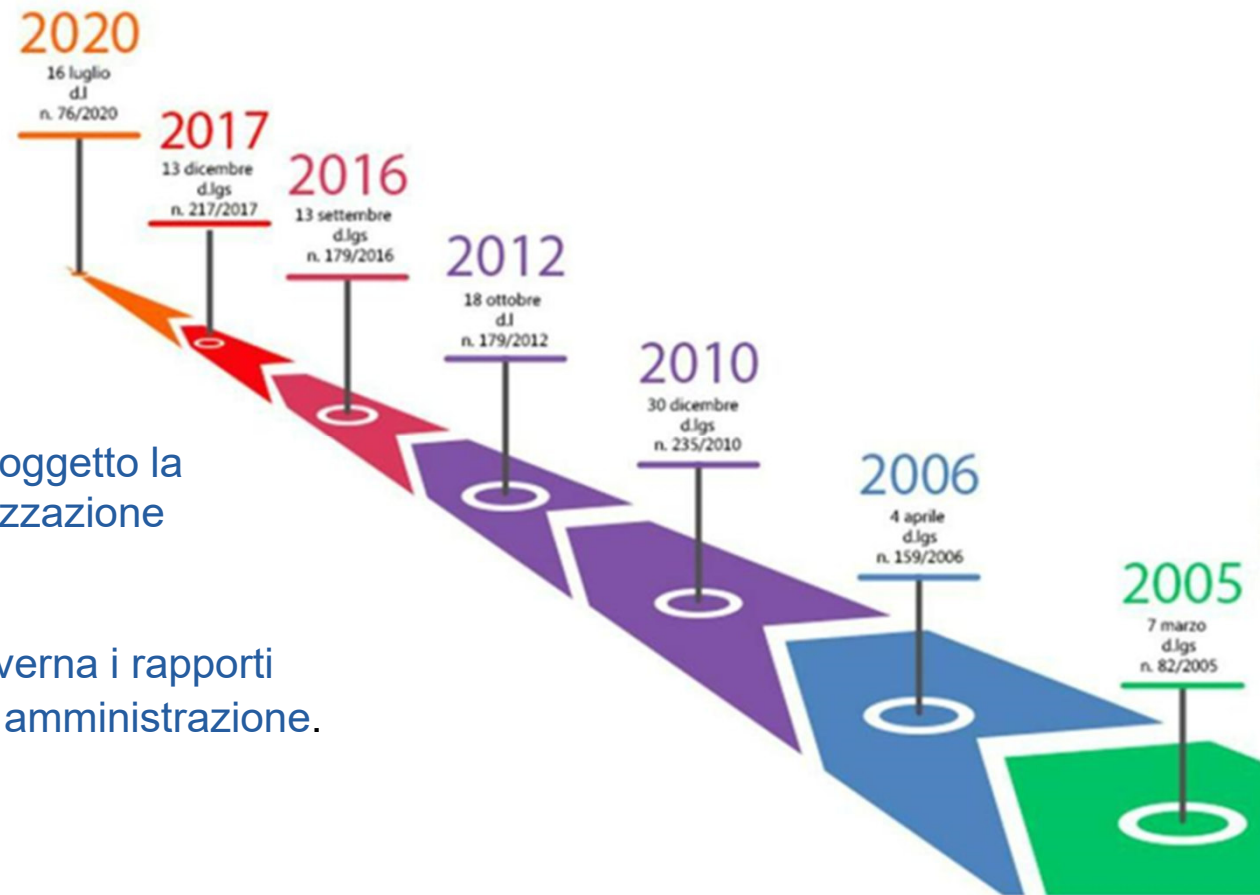 2020
16 luglio
d.l
n. 76/2020
2017
13 dicembre
d.lgs
n. 217/2017
2016
13 settembre
d.lgs
n. 179/2016
2012
18 ottobre
d.l
n. 179/2012
2010
30 dicembre
d.lgs
n. 235/2010
oggetto la
zzazione
verna i rapporti
amministrazione.
2006
4 aprile
d.lgs
n. 159/2006
2005
7 marzo
d.lgs
n. 82/2005